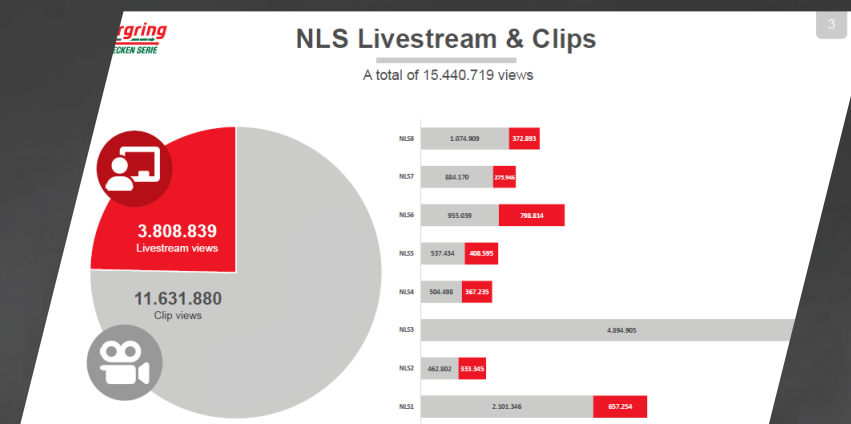 rgring
ECKEN SERIE
NLS Livestream & Clips
3
A total of 15.440.719 views
3.808.839
Livestream views
11.631.880
Clip views
NLS8 1.074.909 372.893
NLS7 884.170 273.946
NLS6 955.039 798.814
NLS5 537.434 408.595
NLS4 504.498 367.235
NLS3 4.894.905
NLS2 462.802 333.345
NLS1 2.101.346 657.254